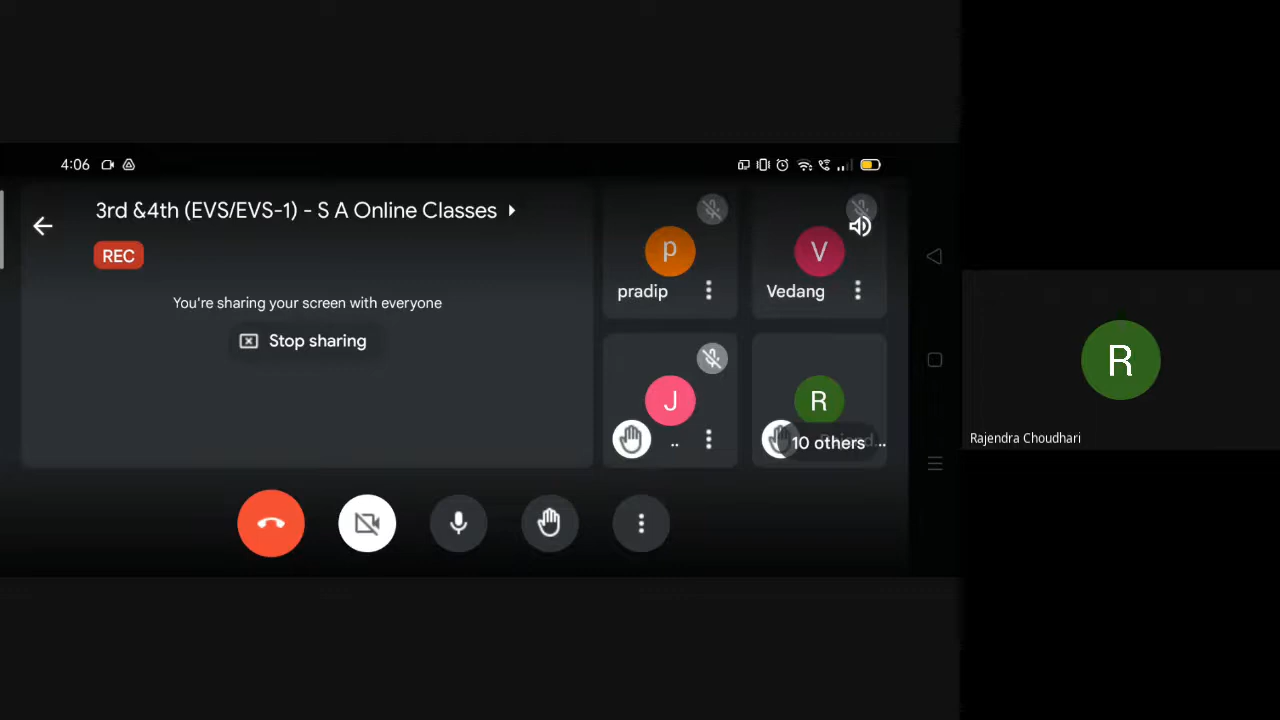 4:06
3rd &4th (EVS/EVS-1) - S A Online Classes
REC
You're sharing your screen with everyone
Stop sharing
P
pradip
V
Vedang
J
..
R
10 others
..
R
Rajendra Choudhari